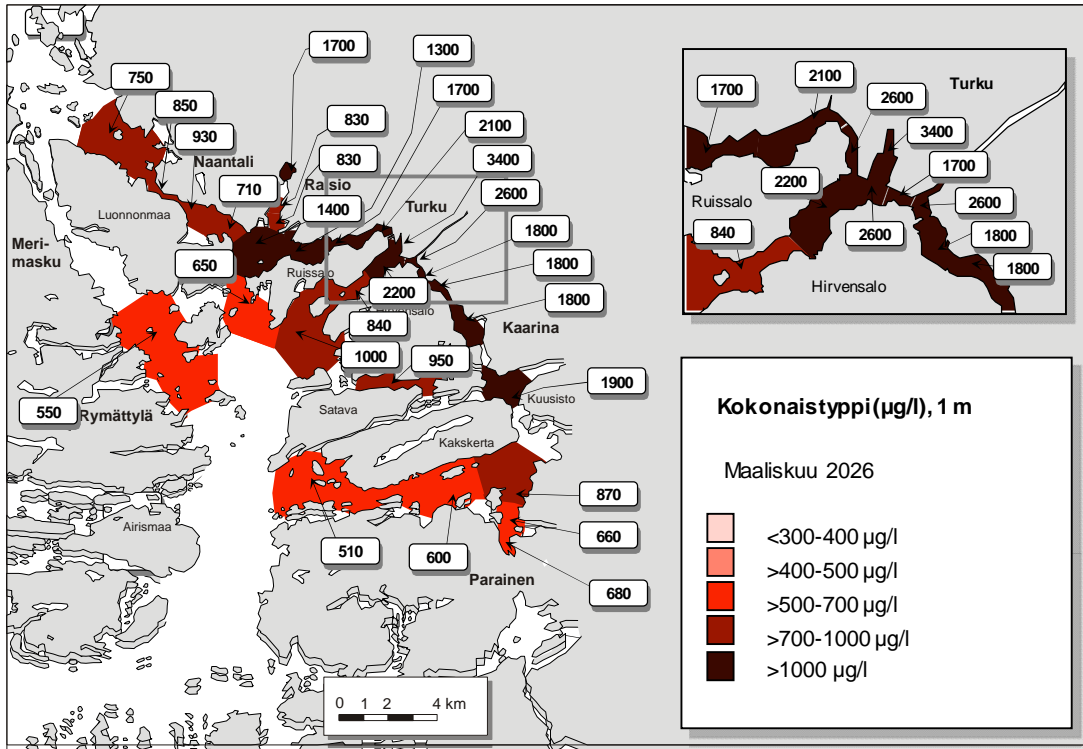 1700
1300
750
1700
850
830
2100
930
Naantali
830
3400
710
Raisio
2600
1400
Turku
Luonnonmaa
1800
Meri-
masku
650
Ruissalo
1800
2200
Hirvensalo
1800
840
Kaarina
1000
950
550
Rymättylä
Satava
1900
Kuusisto
Kakskerta
870
Airismaa
660
510
600
Parainen
680
0 1 2 4 km
2100
Turku
1700
2600
3400
2200
1700
Ruissalo
2600
840
2600
1800
1800
Hirvensalo
Kokonaistyppi(µg/l), 1 m
Maaliskuu 2026
<300-400 µg/l
>400-500 µg/l
>500-700 µg/l
>700-1000 µg/l
>1000 µg/l